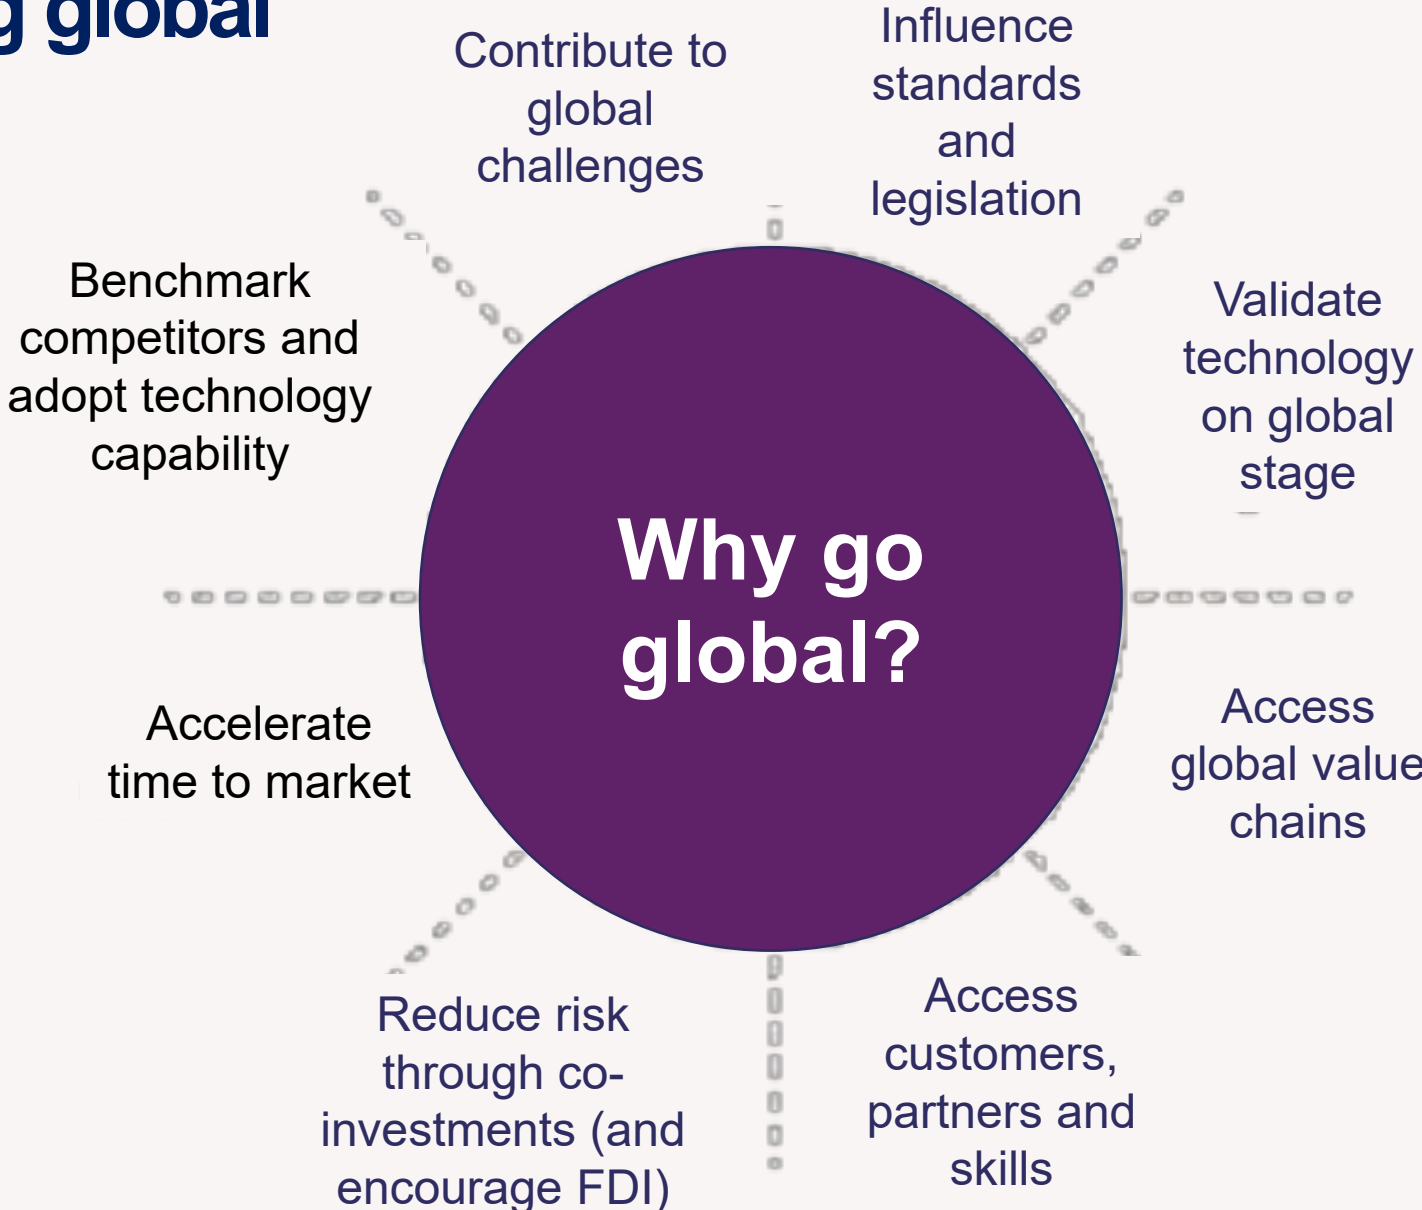 g global
Contribute to
global
challenges
Influence
standards
and
legislation
Validate
technology
on global
stage
Access
global value
chains
Access
customers,
partners and
skills
Reduce risk
through co-
investments (and
encourage FDI)
Accelerate
time to market
Benchmark
competitors and
adopt technology
capability
Why go
global?